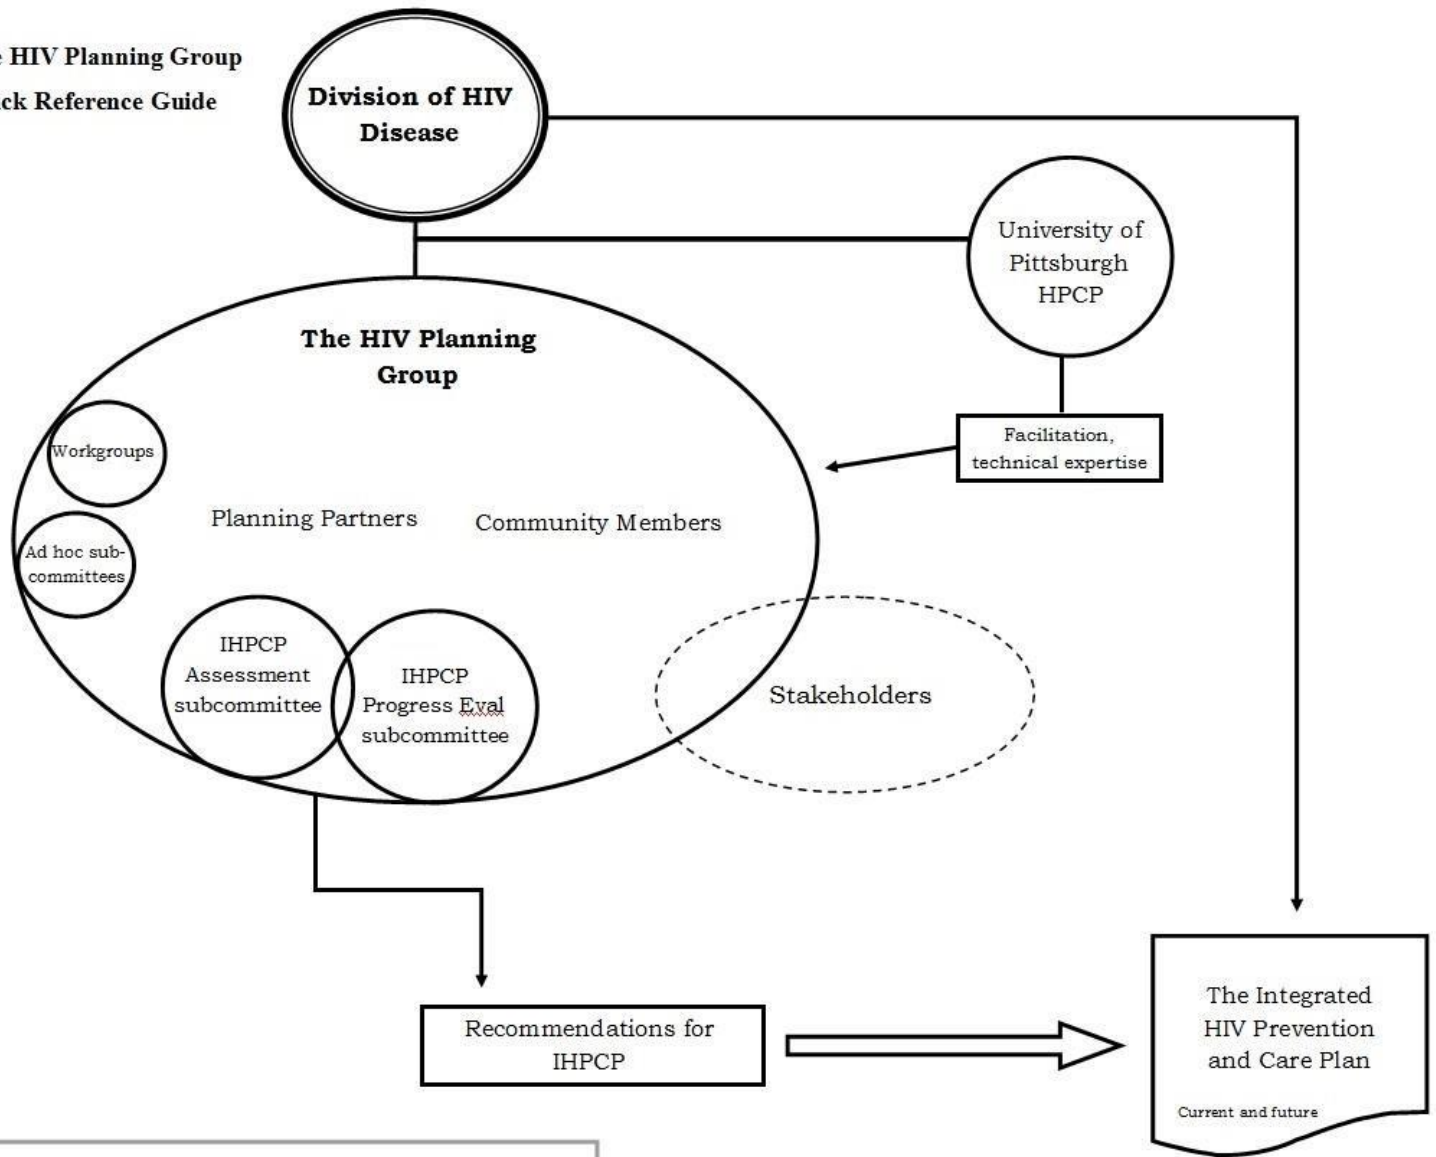 HIV Planning Group
Reference Guide
Division of HIV
Disease
University of
Pittsburgh
HPCP
The HIV Planning
Group
Facilitation,
technical expertise
Workgroups
Planning Partners
Community Members
Ad hoc sub-
committees
IHPCP
Assessment
subcommittee
IHPCP
Progress Eval
subcommittee
Stakeholders
Recommendations for
IHPCP
The Integrated
HIV Prevention
and Care Plan
Current and future